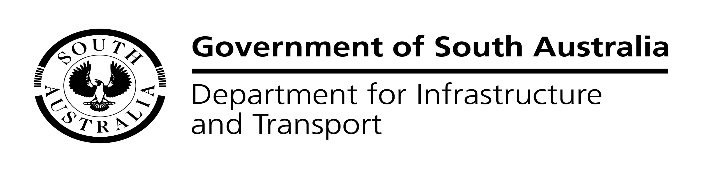 SOUTH
AUSTRALIA
Government of South Australia
Department for Infrastructure
and Transport